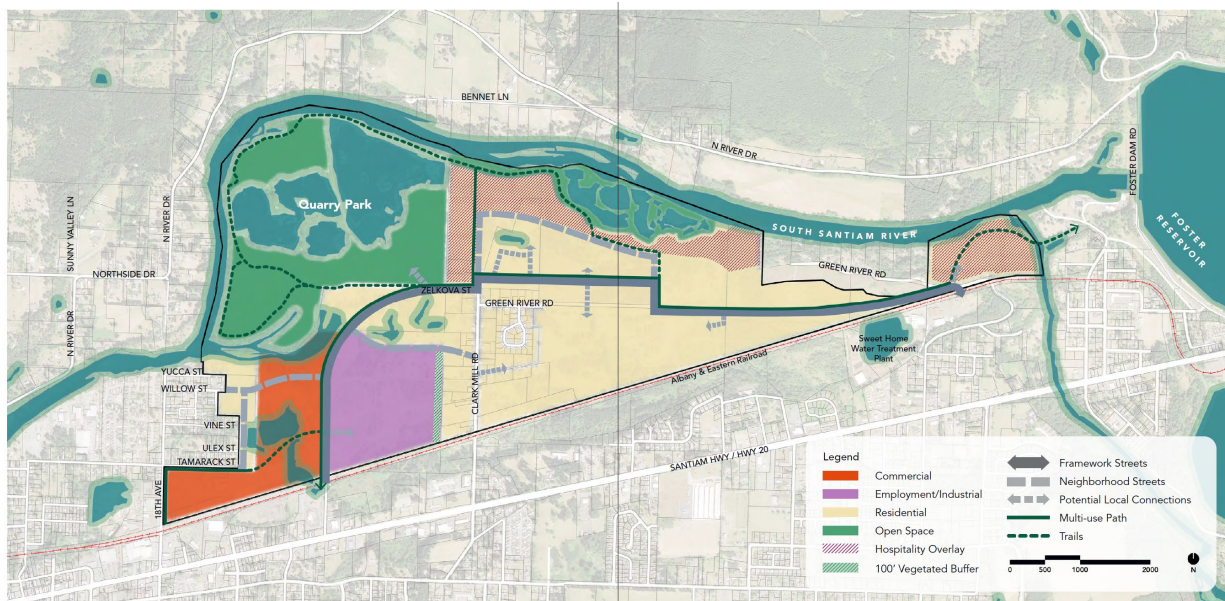 BENNET LN
N RIVER DR
FOSTER DAM RD
SUNNY VALLEY LN
N RIVER DR
Quarry Park
SOUTH SANTIAM RIVER
FOSTER
RESERVOIR
NORTHSIDE DR
GREEN RIVER RD
ZELKOVA ST
GREEN RIVER RD
N RIVER DR
Sweet Home
Water Treatment
Plant
Albany & Eastern Railroad
CLARK MILL RD
YUCCA ST
WILLOW ST
VINE ST
ULEX ST
TAMARACK ST
18TH AVE
SANTIAM HWY / HWY 20
Legend
Commercial
Employment/Industrial
Residential
Open Space
Hospitality Overlay
100' Vegetated Buffer
Framework Streets
Neighborhood Streets
Potential Local Connections
Multi-use Path
Trails
0 500 1000 2000
N